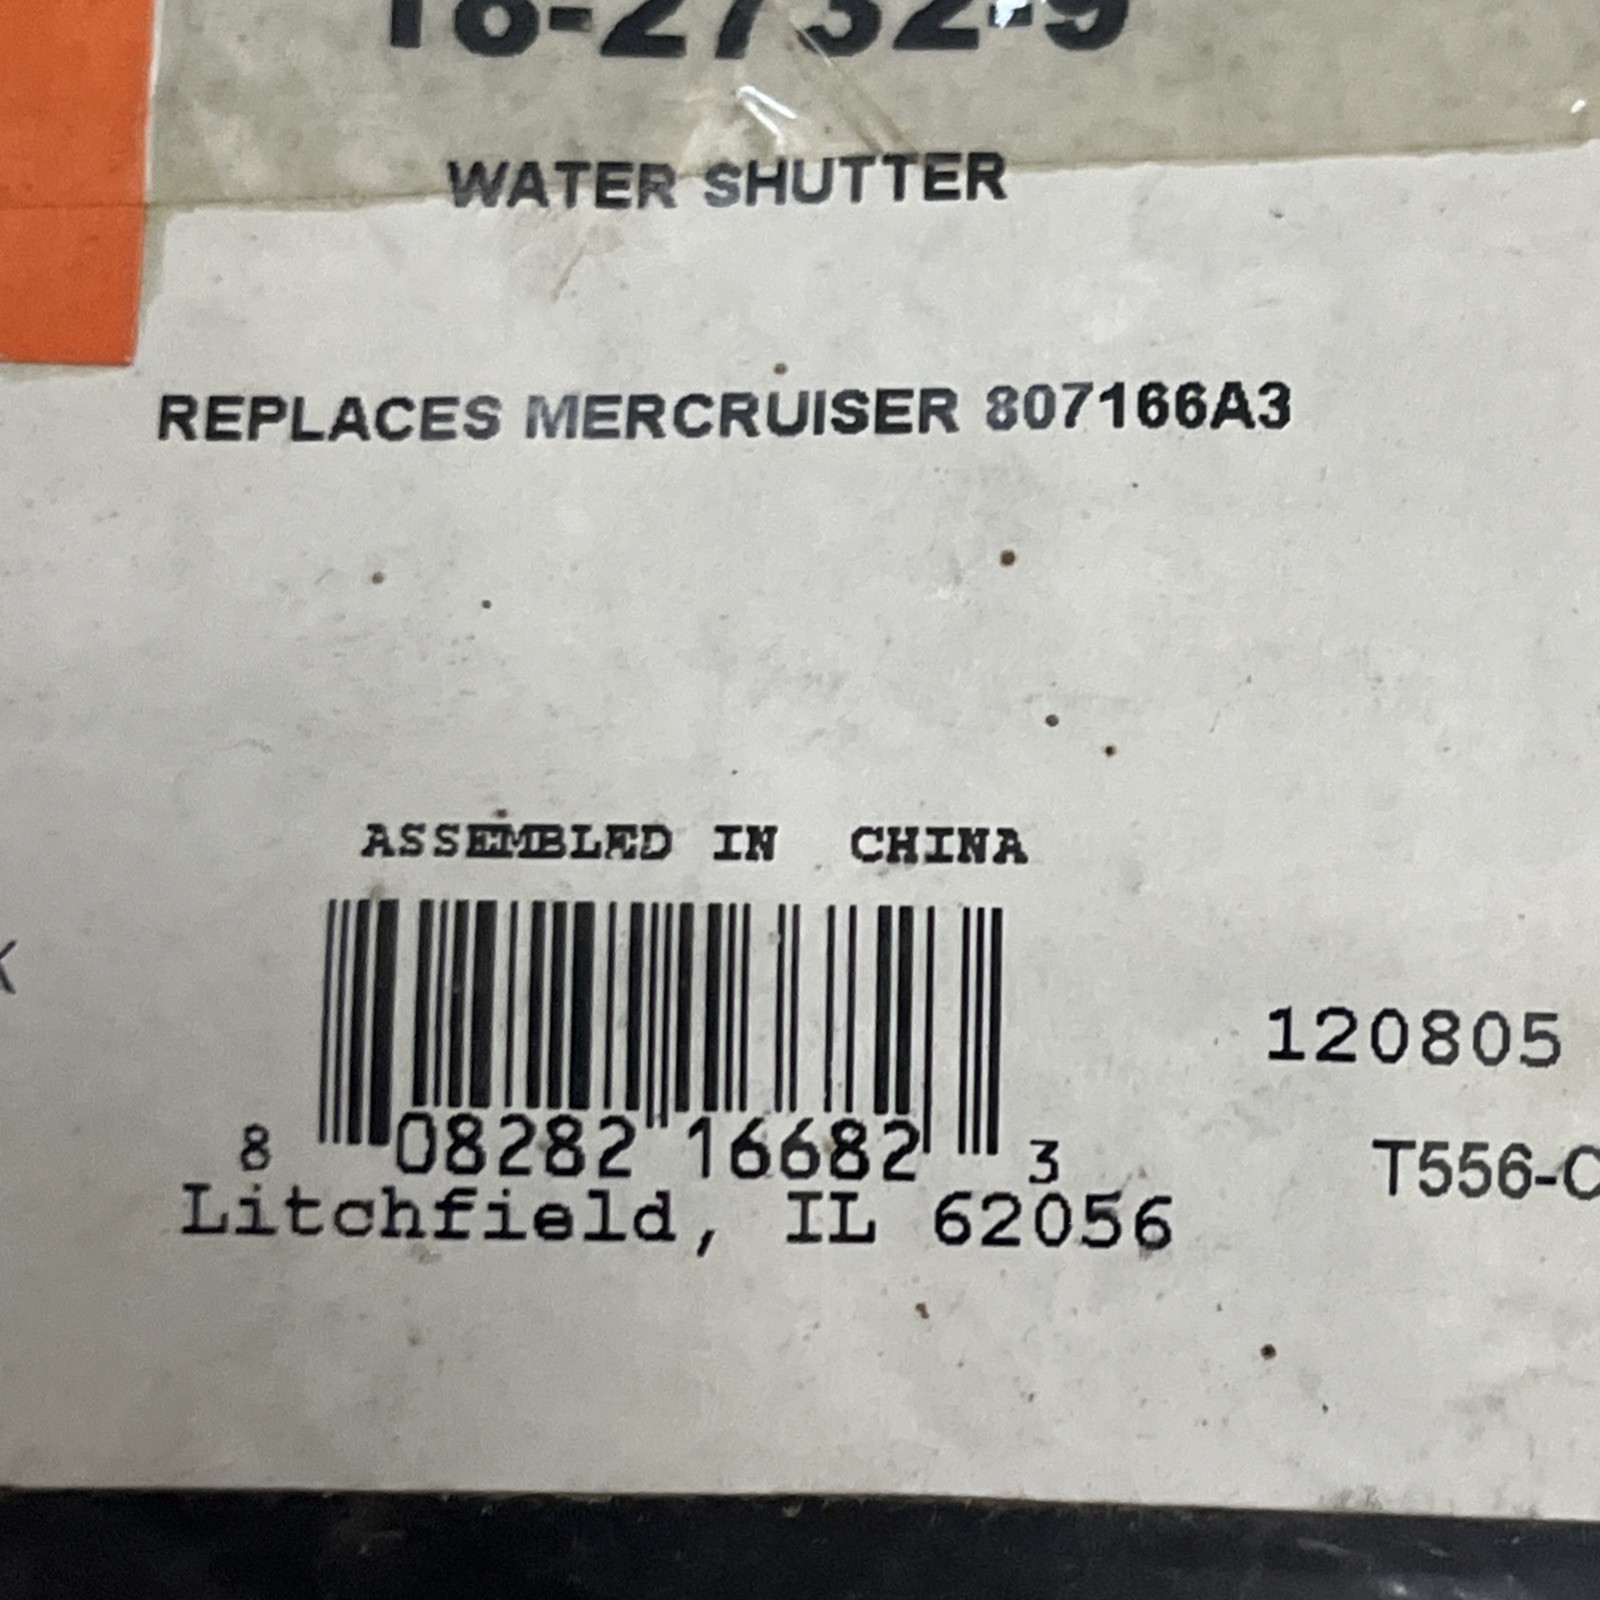 18-2732-9
WATER SHUTTER
REPLACES MERCRUISER 807166A3
ASSEMBLED IN CHINA
8 08282 16682 3
Litchfield, IL 62056
120805
T556-C